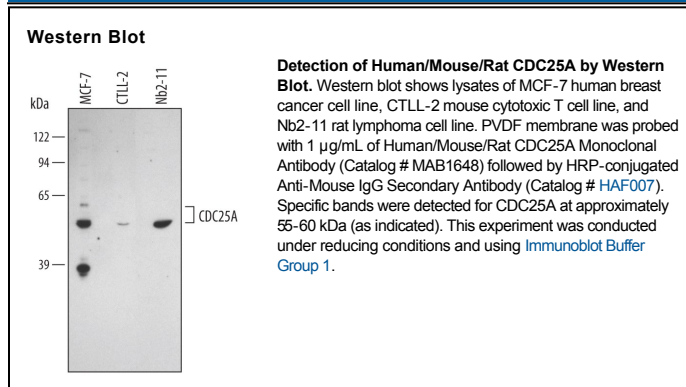 Western Blot
MCF-7
CTLL-2
Nb2-11
kDa
122
94
65
39
CDC25A
Detection of Human/Mouse/Rat CDC25A by Western
Blot. Western blot shows lysates of MCF-7 human breast
cancer cell line, CTLL-2 mouse cytotoxic T cell line, and
Nb2-11 rat lymphoma cell line. PVDF membrane was probed
with 1 µg/mL of Human/Mouse/Rat CDC25A Monoclonal
Antibody (Catalog # MAB1648) followed by HRP-conjugated
Anti-Mouse IgG Secondary Antibody (Catalog # HAF007).
Specific bands were detected for CDC25A at approximately
55-60 kDa (as indicated). This experiment was conducted
under reducing conditions and using Immunoblot Buffer
Group 1.